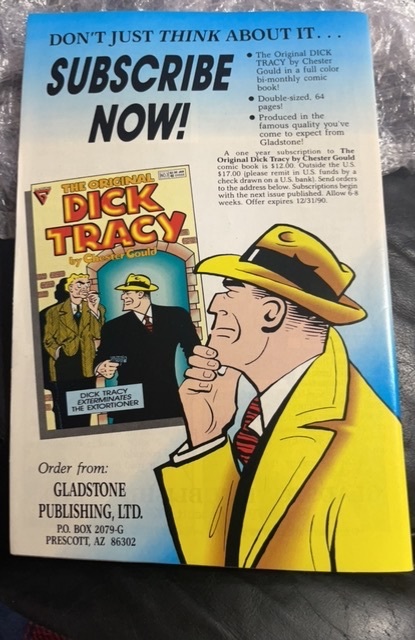 DON'T JUST THINK ABOUT IT...
SUBSCRIBE
NOW!
• The Original DICK
TRACY by Chester
Gould in a full color
bi-monthly comic
book!
• Double-sized, 64
pages!
• Produced in the
famous quality you've
come to expect from
Gladstone!
A one year subscription to The
Original Dick Tracy by Chester Gould
comic book is $12.00. Outside the U.S.
$17.00 (please remit in U.S. funds by a
check drawn on a U.S. bank). Send orders
to the address below. Subscriptions begin
with the next issue published. Allow 6-8
weeks. Offer expires 12/31/90.
THE ORIGINAL
DICK
TRACY
by Chester Gould
DICK TRACY
EXTERMINATES
THE EXTORTIONER
Order from:
GLADSTONE
PUBLISHING, LTD.
P.O. BOX 2079-G
PRESCOTT, AZ 86302